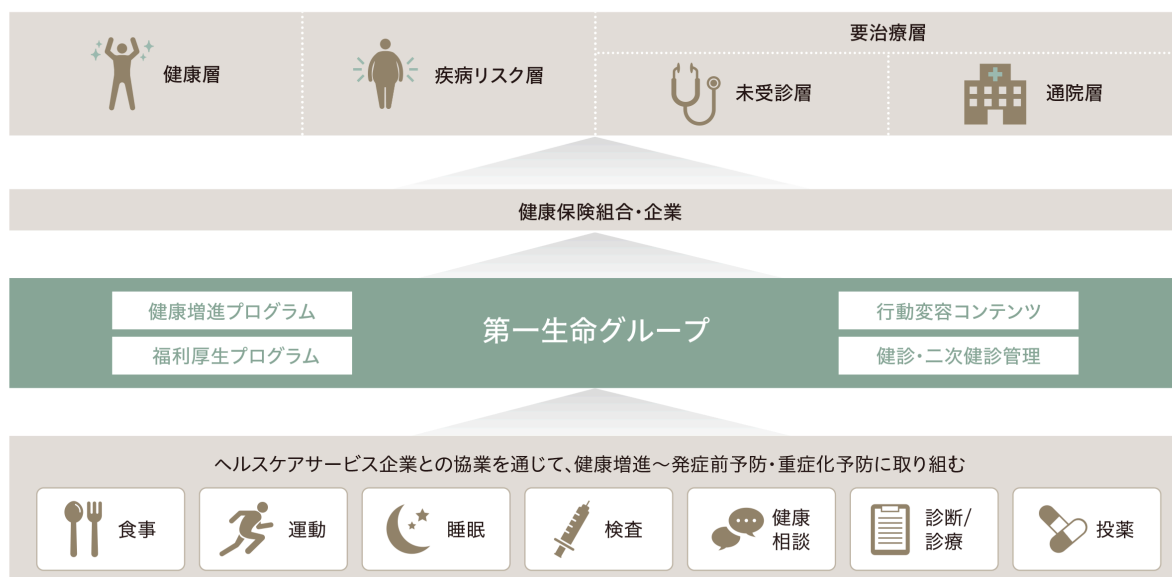 要治療層
健康層
疾病リスク層
未受診層
通院層
健康保険組合・企業
健康増進プログラム
福利厚生プログラム
第一生命グループ
行動変容コンテンツ
健診・二次健診管理
ヘルスケアサービス企業との協業を通じて、健康増進～発症前予防・重症化予防に取り組む
食事
運動
睡眠
検査
健康
相談
診断/
診療
投薬